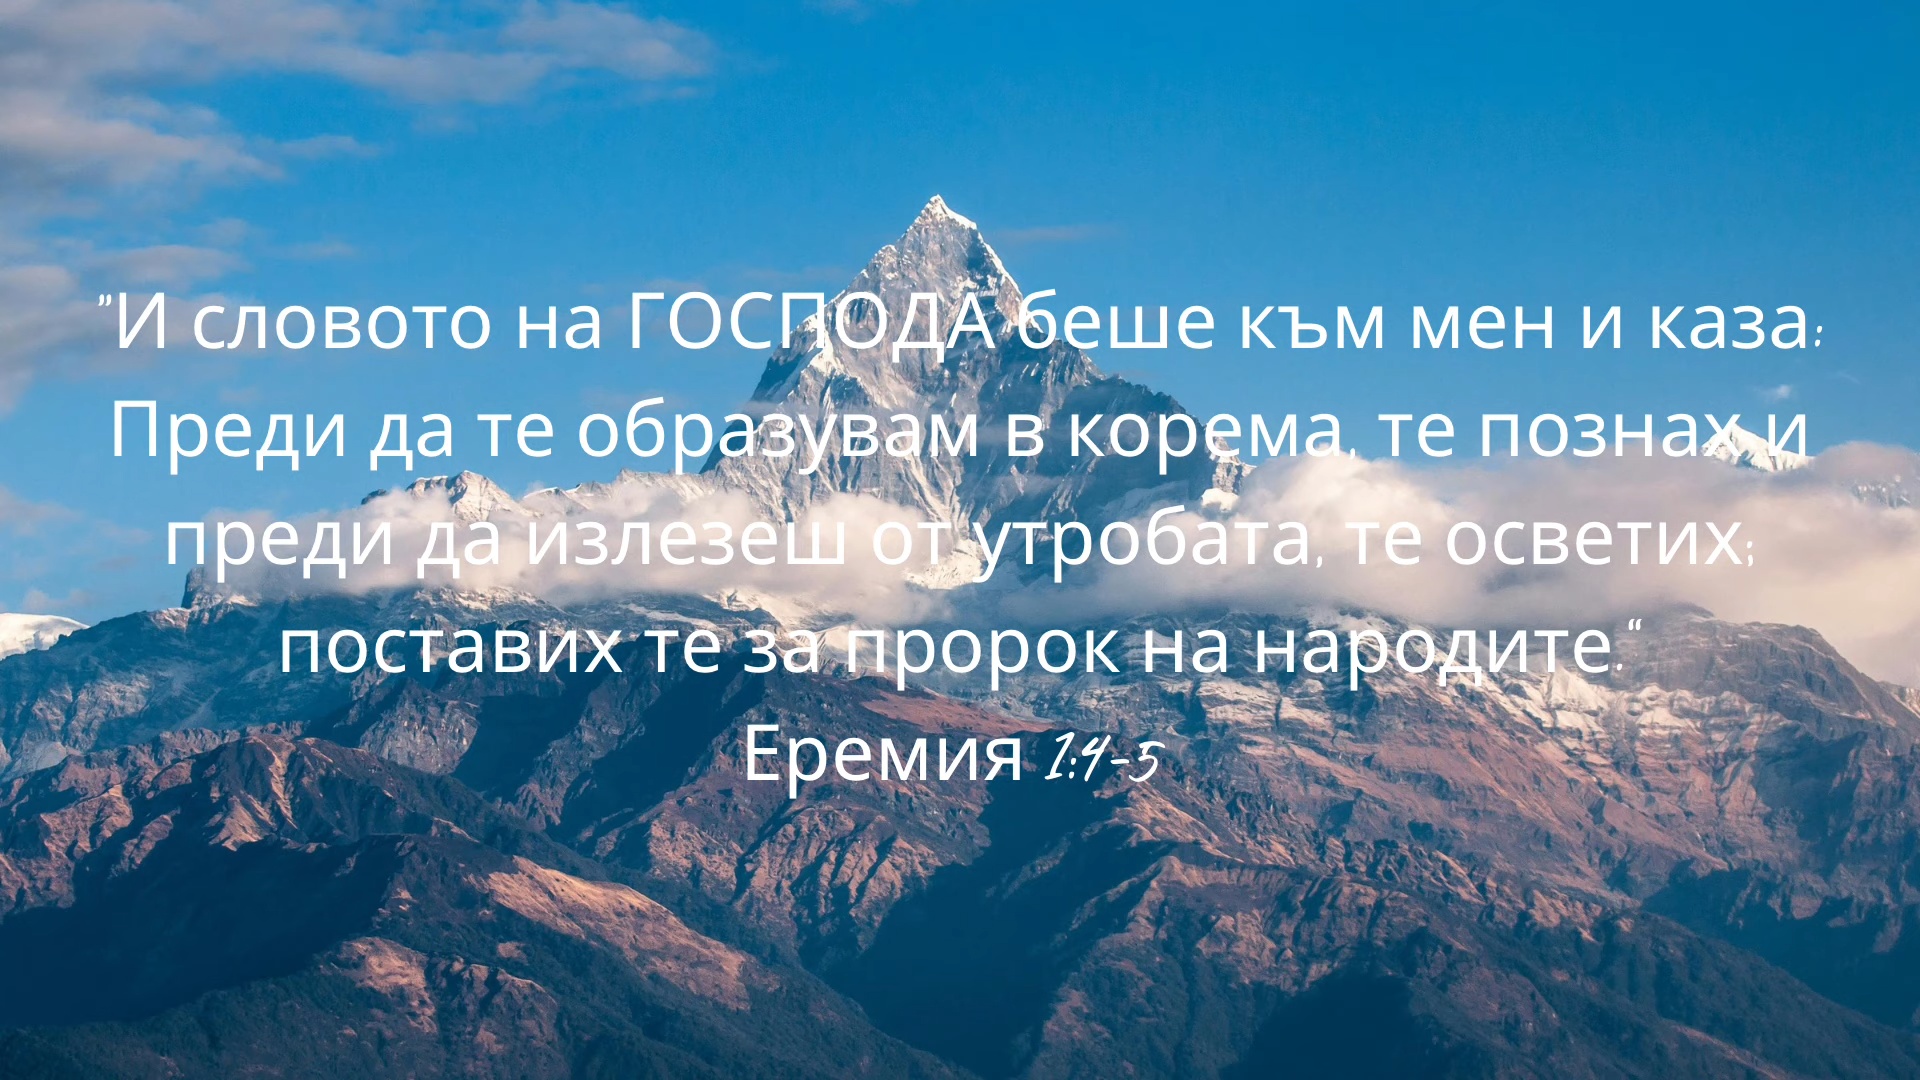 "И словото на ГОСПОДА беше към мен и каза:
Преди да те образувам в корема, те познах и
преди да излезеш от утробата, те осветих;
поставих те за пророк на народите.“
Еремия 1:4-5